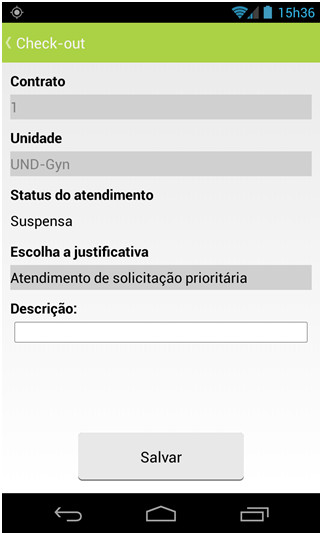 15h36
Check-out
Contrato
1
Unidade
UND-Gyn
Status do atendimento
Suspensa
Escolha a justificativa
Atendimento de solicitação prioritária
Descrição:
Salvar